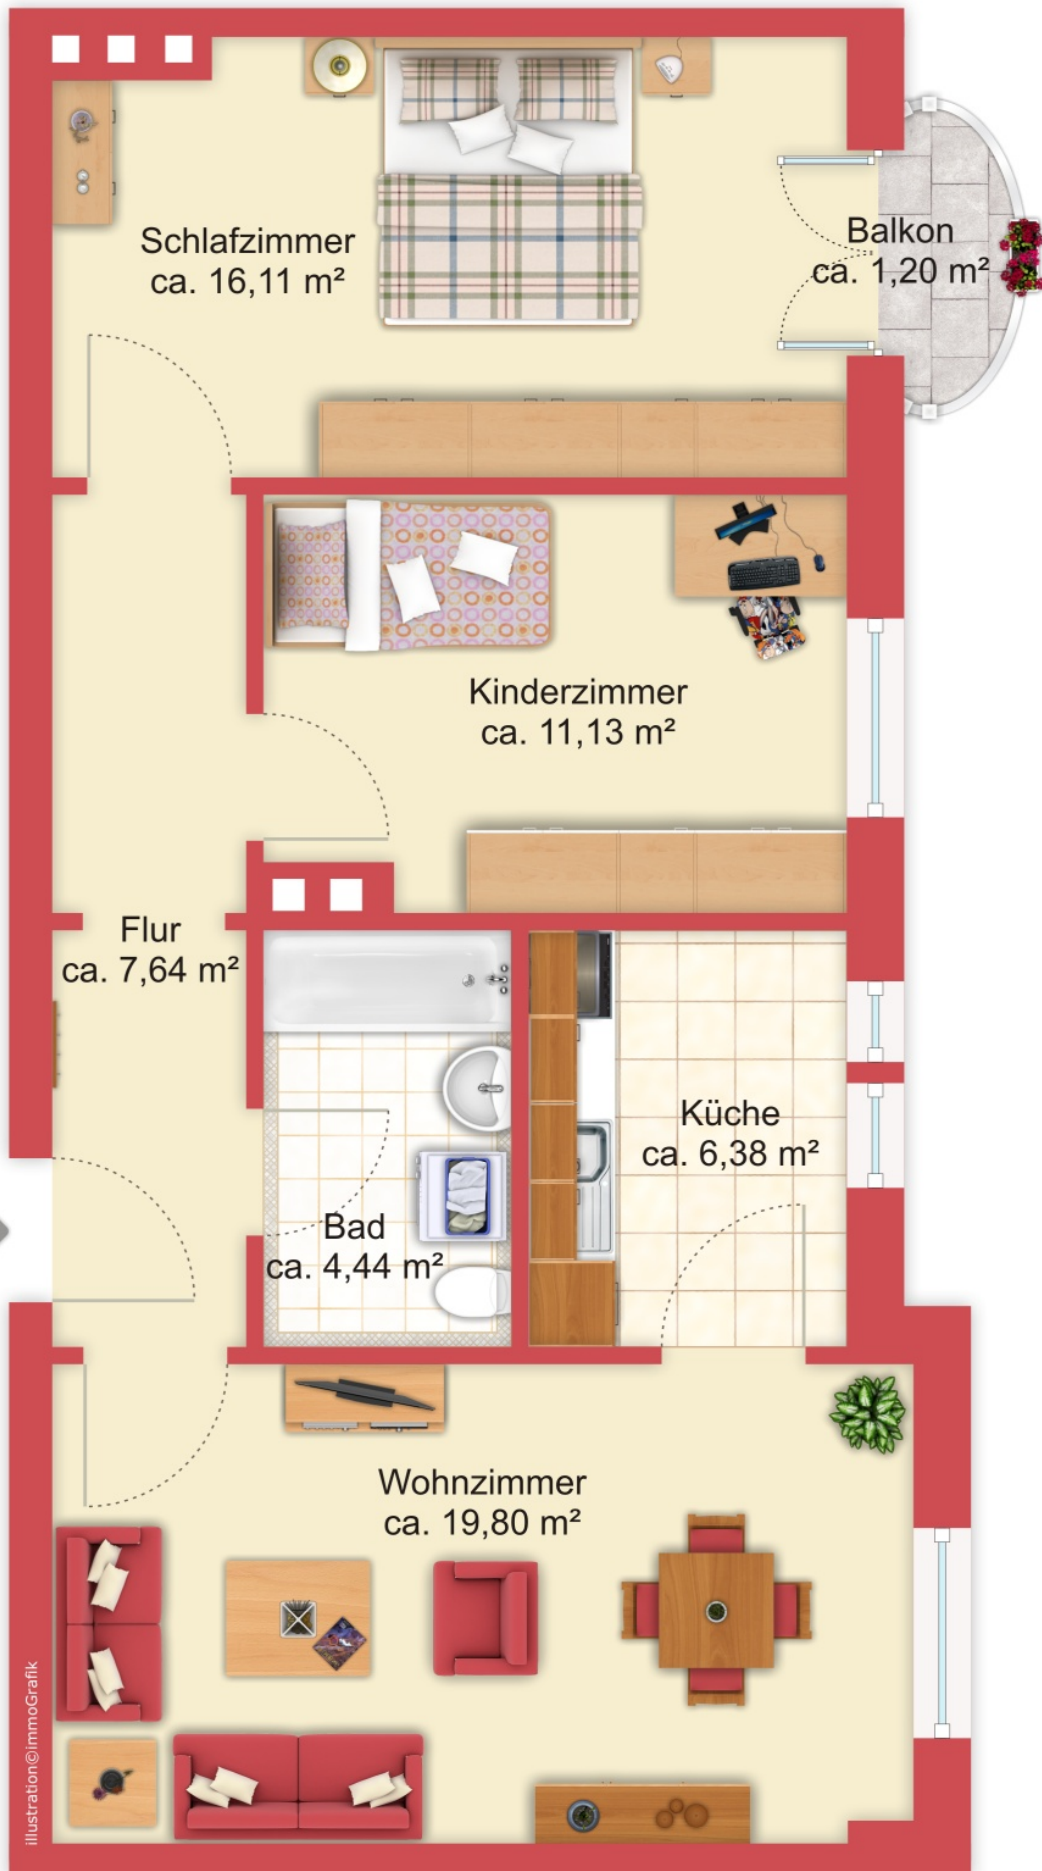 Schlafzimmer
ca. 16,11 m²
Balkon
ca. 1,20 m²
Kinderzimmer
ca. 11,13 m²
Flur
ca. 7,64 m²
Küche
ca. 6,38 m²
Bad
ca. 4,44 m²
Wohnzimmer
ca. 19,80 m²
illustration©immoGrafik